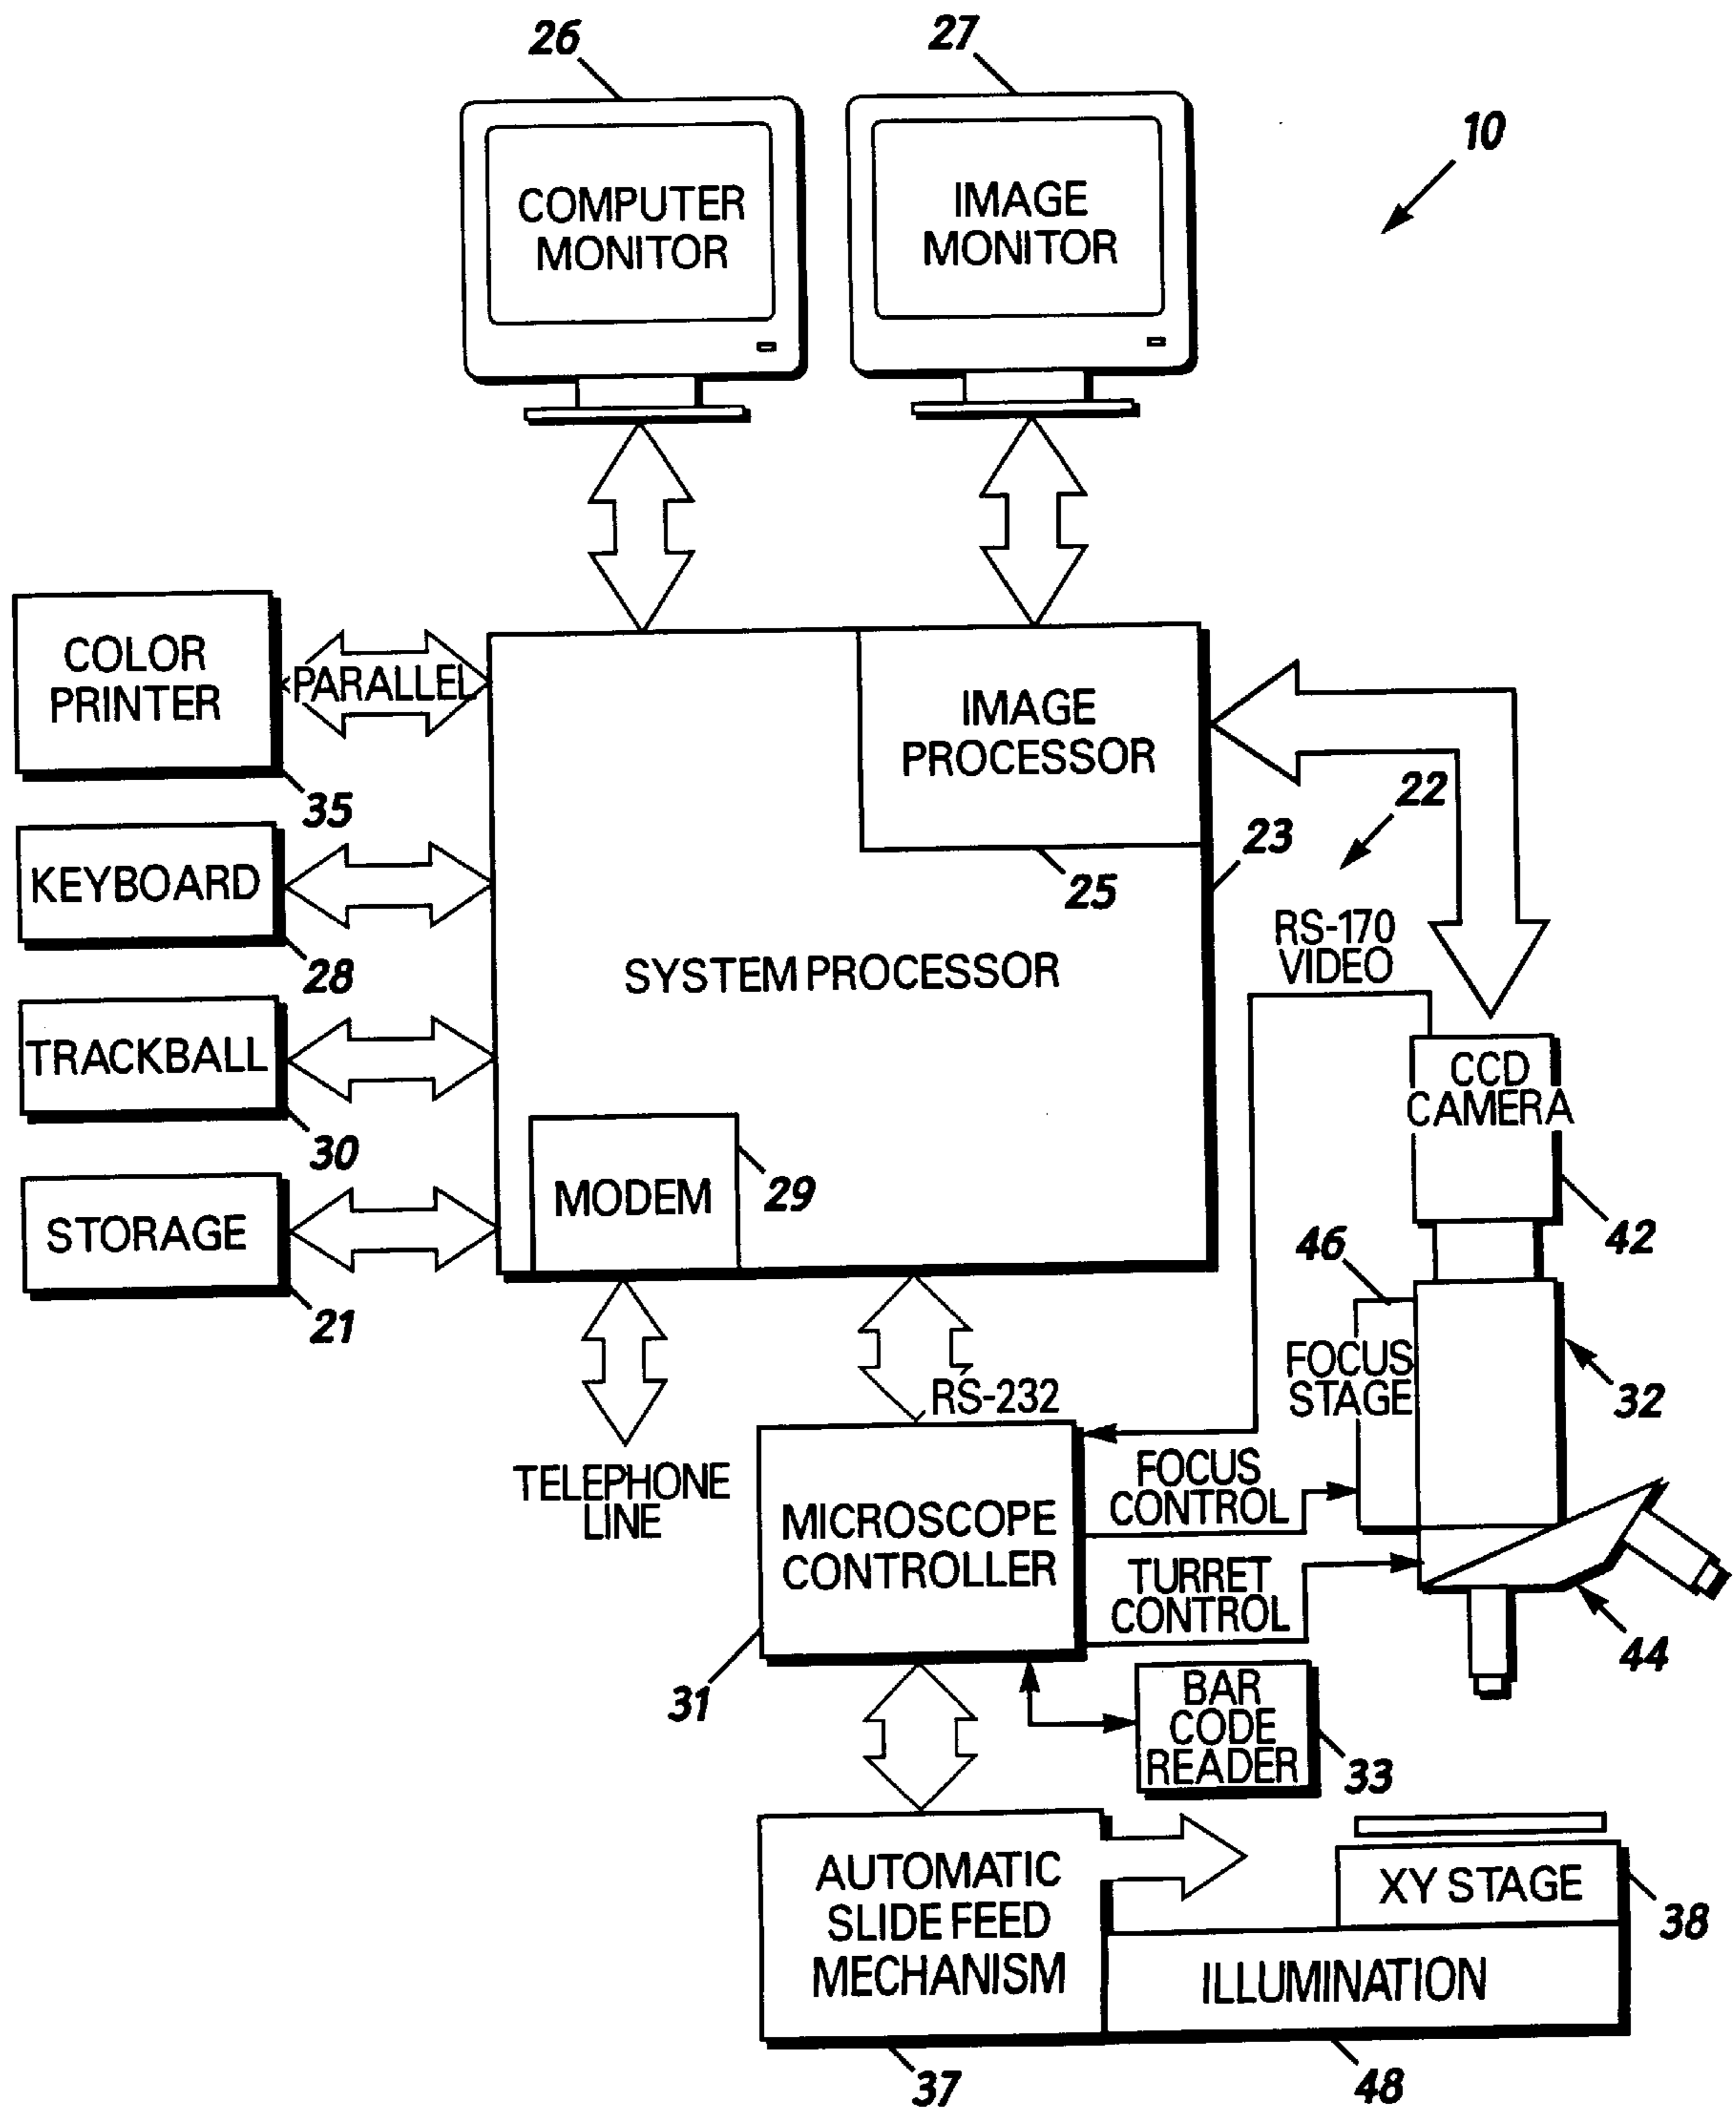 26
27
10
COMPUTER
MONITOR
IMAGE
MONITOR
COLOR
PRINTER
PARALLEL
35
IMAGE
PROCESSOR
25
23
22
KEYBOARD
28
SYSTEM PROCESSOR
RS-170
VIDEO
TRACKBALL
30
CCD
CAMERA
42
MODEM
29
STORAGE
21
46
FOCUS
STAGE
32
RS-232
TELEPHONE
LINE
MICROSCOPE
CONTROLLER
31
FOCUS
CONTROL
TURRET
CONTROL
44
BAR
CODE
READER
33
AUTOMATIC
SLIDE FEED
MECHANISM
37
XY STAGE
38
ILLUMINATION
48